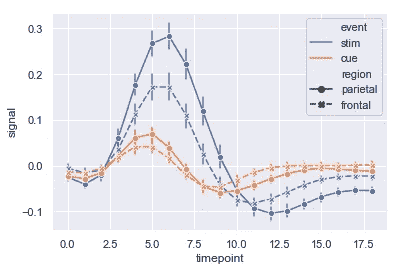 0.3
0.2
0.1
0.0
−0.1
signal
0.0
2.5
5.0
7.5
10.0
12.5
15.0
17.5
timepoint
event
stim
cue
region
parietal
frontal